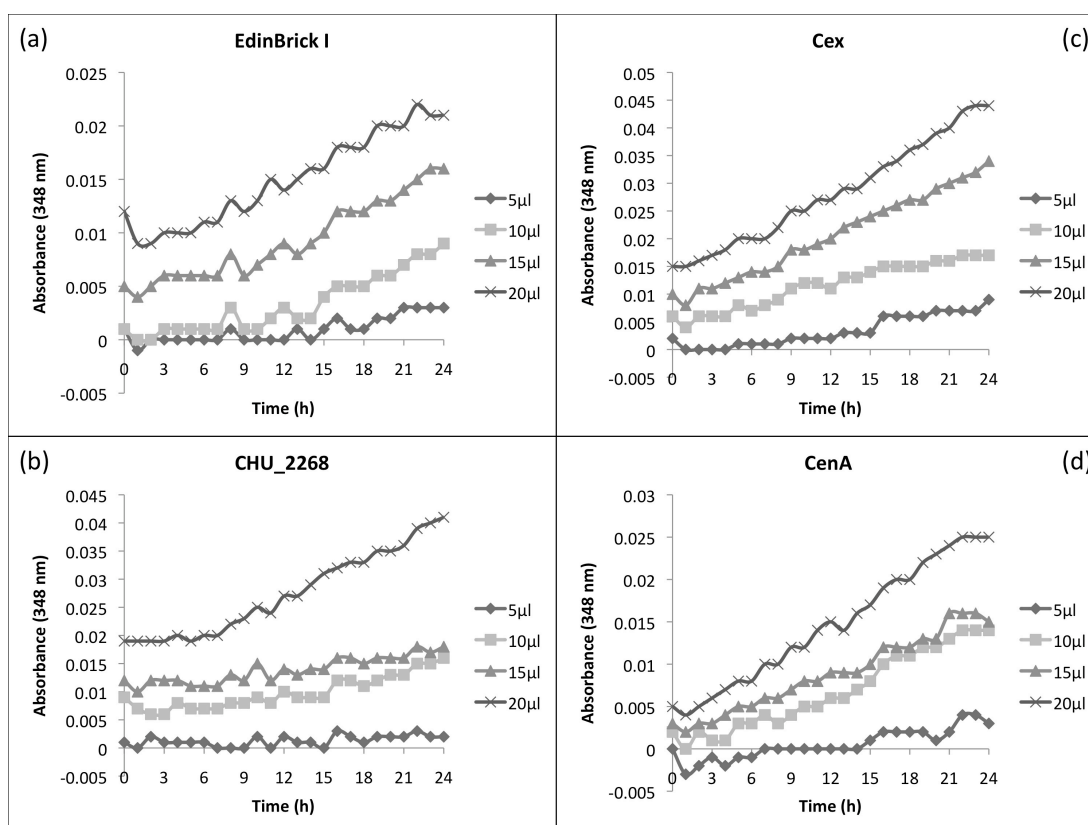 (a)
EdinBrick I
0.025
0.02
0.015
0.01
0.005
0
-0.005
0 3 6 9 12 15 18 21 24
Absorbance (348 nm)
Time (h)
5µl
10µl
15µl
20µl
(c)
Cex
0.05
0.045
0.04
0.035
0.03
0.025
0.02
0.015
0.01
0.005
0
-0.005
0 3 6 9 12 15 18 21 24
Absorbance (348 nm)
Time (h)
5µl
10µl
15µl
20µl
(b)
CHU_2268
0.045
0.04
0.035
0.03
0.025
0.02
0.015
0.01
0.005
0
-0.005
0 3 6 9 12 15 18 21 24
Absorbance (348 nm)
Time (h)
5µl
10µl
15µl
20µl
(d)
CenA
0.03
0.025
0.02
0.015
0.01
0.005
0
-0.005
0 3 6 9 12 15 18 21 24
Absorbance (348 nm)
Time (h)
5µl
10µl
15µl
20µl